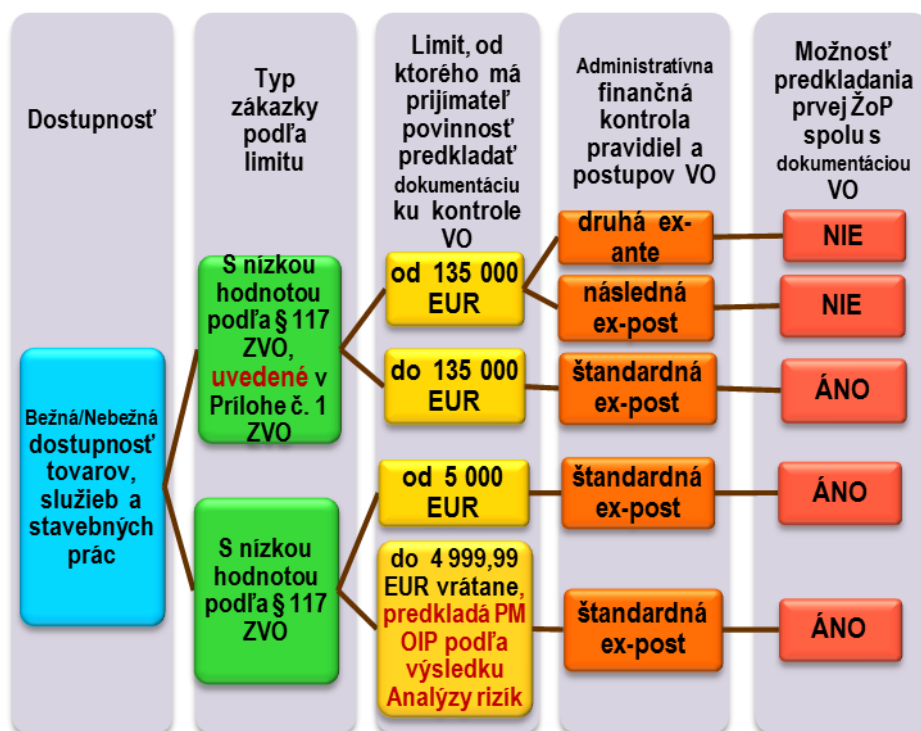 Dostupnosť
Typ
zákazky
podľa
limitu
Limit, od
ktorého má
prijímateľ
povinnosť
predkladať
dokumentáciu
ku kontrole
VO
Administratívna
finančná
kontrola
pravidiel a
postupov VO
Možnosť
predkladania
prvej ŽoP
spolu s
dokumentáciou
VO
Bežná/Nebežná
dostupnosť
tovarov,
služieb a
stavebných
prác
S nízkou
hodnotou
podľa § 117
ZVO,
uvedené v
Prílohe č. 1
ZVO
od 135 000
EUR
druhá ex-
ante
NIE
následná
ex-post
NIE
do 135 000
EUR
štandardná
ex-post
ÁNO
S nízkou
hodnotou
podľa § 117
ZVO
od 5 000
EUR
štandardná
ex-post
ÁNO
do 4 999,99
EUR vrátane,
predkladá PM
OIP podľa
výsledku
Analýzy rizík
štandardná
ex-post
ÁNO